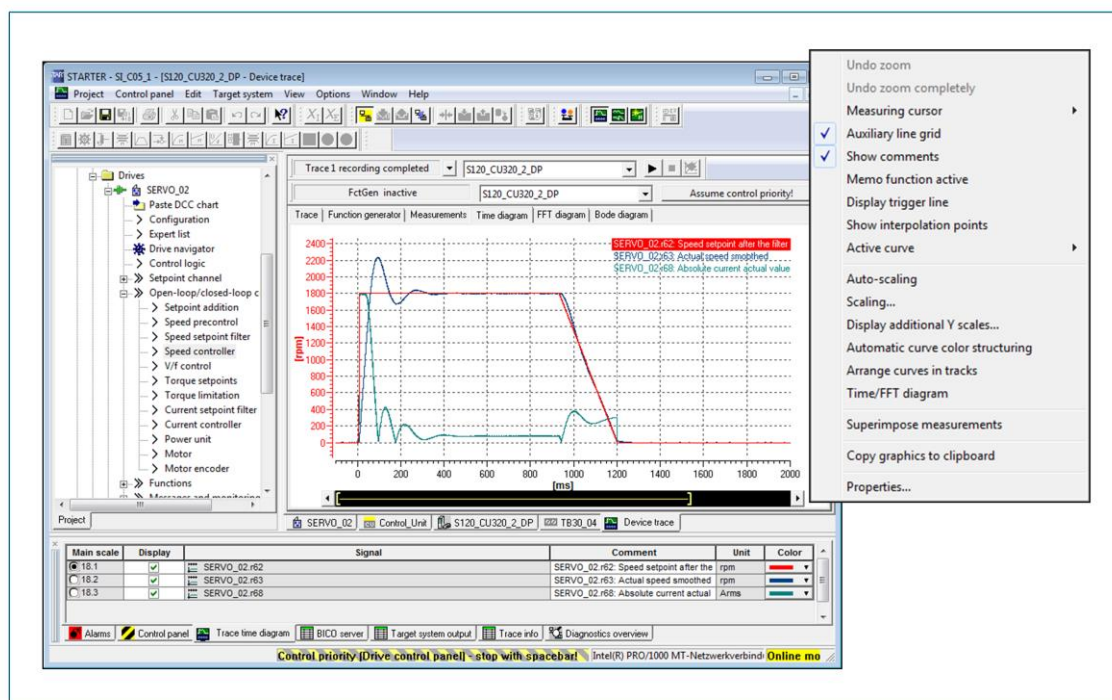 STARTER - SI_C05_1 - [S120_CU320_2_DP - Device trace]
Project Control panel Edit Target system View Options Window Help
Drives
SERVO_02
Paste DCC chart
Configuration
Expert list
Drive navigator
Control logic
Setpoint channel
Open-loop/closed-loop c
Setpoint addition
Speed precontrol
Speed setpoint filter
Speed controller
V/f control
Torque setpoints
Torque limitation
Current setpoint filter
Current controller
Power unit
Motor
Motor encoder
Functions
Messages and monitoring
Project
Trace 1 recording completed S120_CU320_2_DP
FctGen inactive S120_CU320_2_DP Assume control priority!
Trace Function generator Measurements Time diagram FFT diagram Bode diagram
SERVO_02.r62: Speed setpoint after the filter
SERVO_02.r63: Actual speed smoothed
SERVO_02.r68: Absolute current actual value
2400
2200
2000
1800
1600
1400
1200
1000
800
600
400
200
0
[rpm]
0 200 400 600 800 1000 1200 1400 1600 1800 2000
[ms]
SERVO_02 Control_Unit S120_CU320_2_DP TB30_04 Device trace
Main scale Display Signal Comment Unit Color
18.1 SERVO_02.r62 SERVO_02.r62: Speed setpoint after the rpm
18.2 SERVO_02.r63 SERVO_02.r63: Actual speed smoothed rpm
18.3 SERVO_02.r68 SERVO_02.r68: Absolute current actual Arms
Alarms Control panel Trace time diagram BICO server Target system output Trace info Diagnostics overview
Control priority [Drive control panel] - stop with spacebar! Intel(R) PRO/1000 MT-Netzwerkverbind Online mo
Undo zoom
Undo zoom completely
Measuring cursor
Auxiliary line grid
Show comments
Memo function active
Display trigger line
Show interpolation points
Active curve
Auto-scaling
Scaling...
Display additional Y scales...
Automatic curve color structuring
Arrange curves in tracks
Time/FFT diagram
Superimpose measurements
Copy graphics to clipboard
Properties...